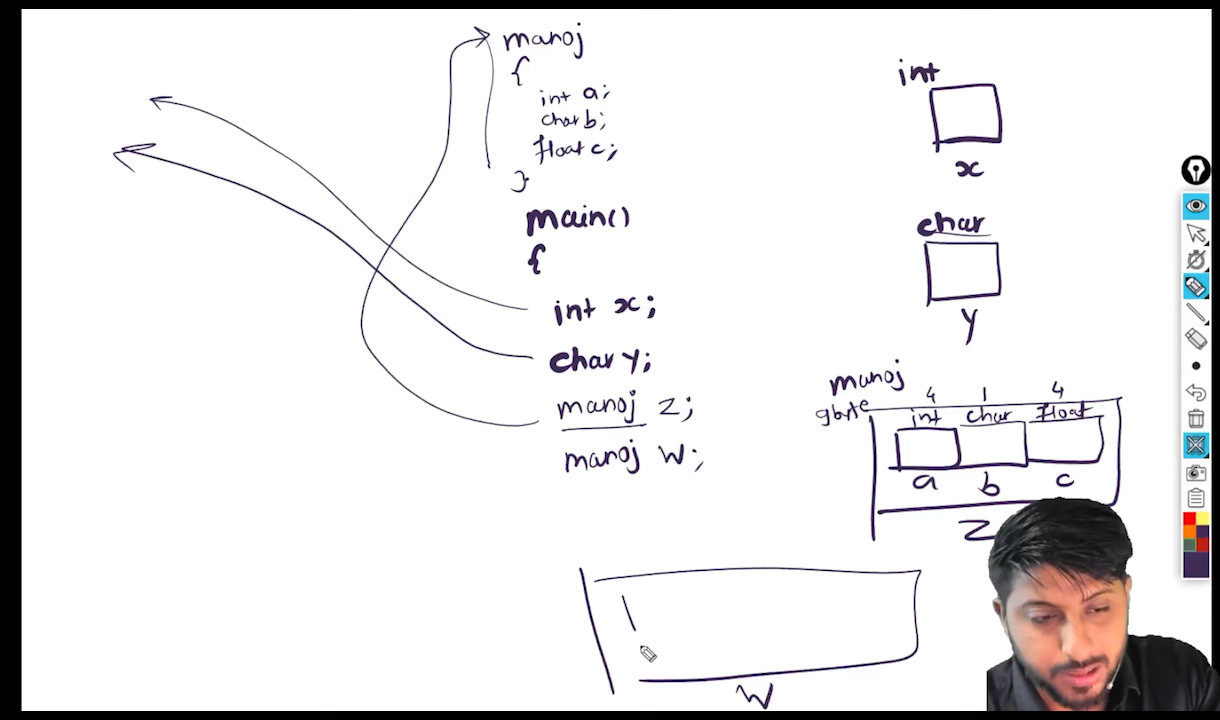 manoj
{
int a;
char b;
float c;
}
main()
{
int x;
char y;
manoj z;
manoj w;
int
x
char
y
manoj
9byte
4 1 4
int char float
a b c
z
w